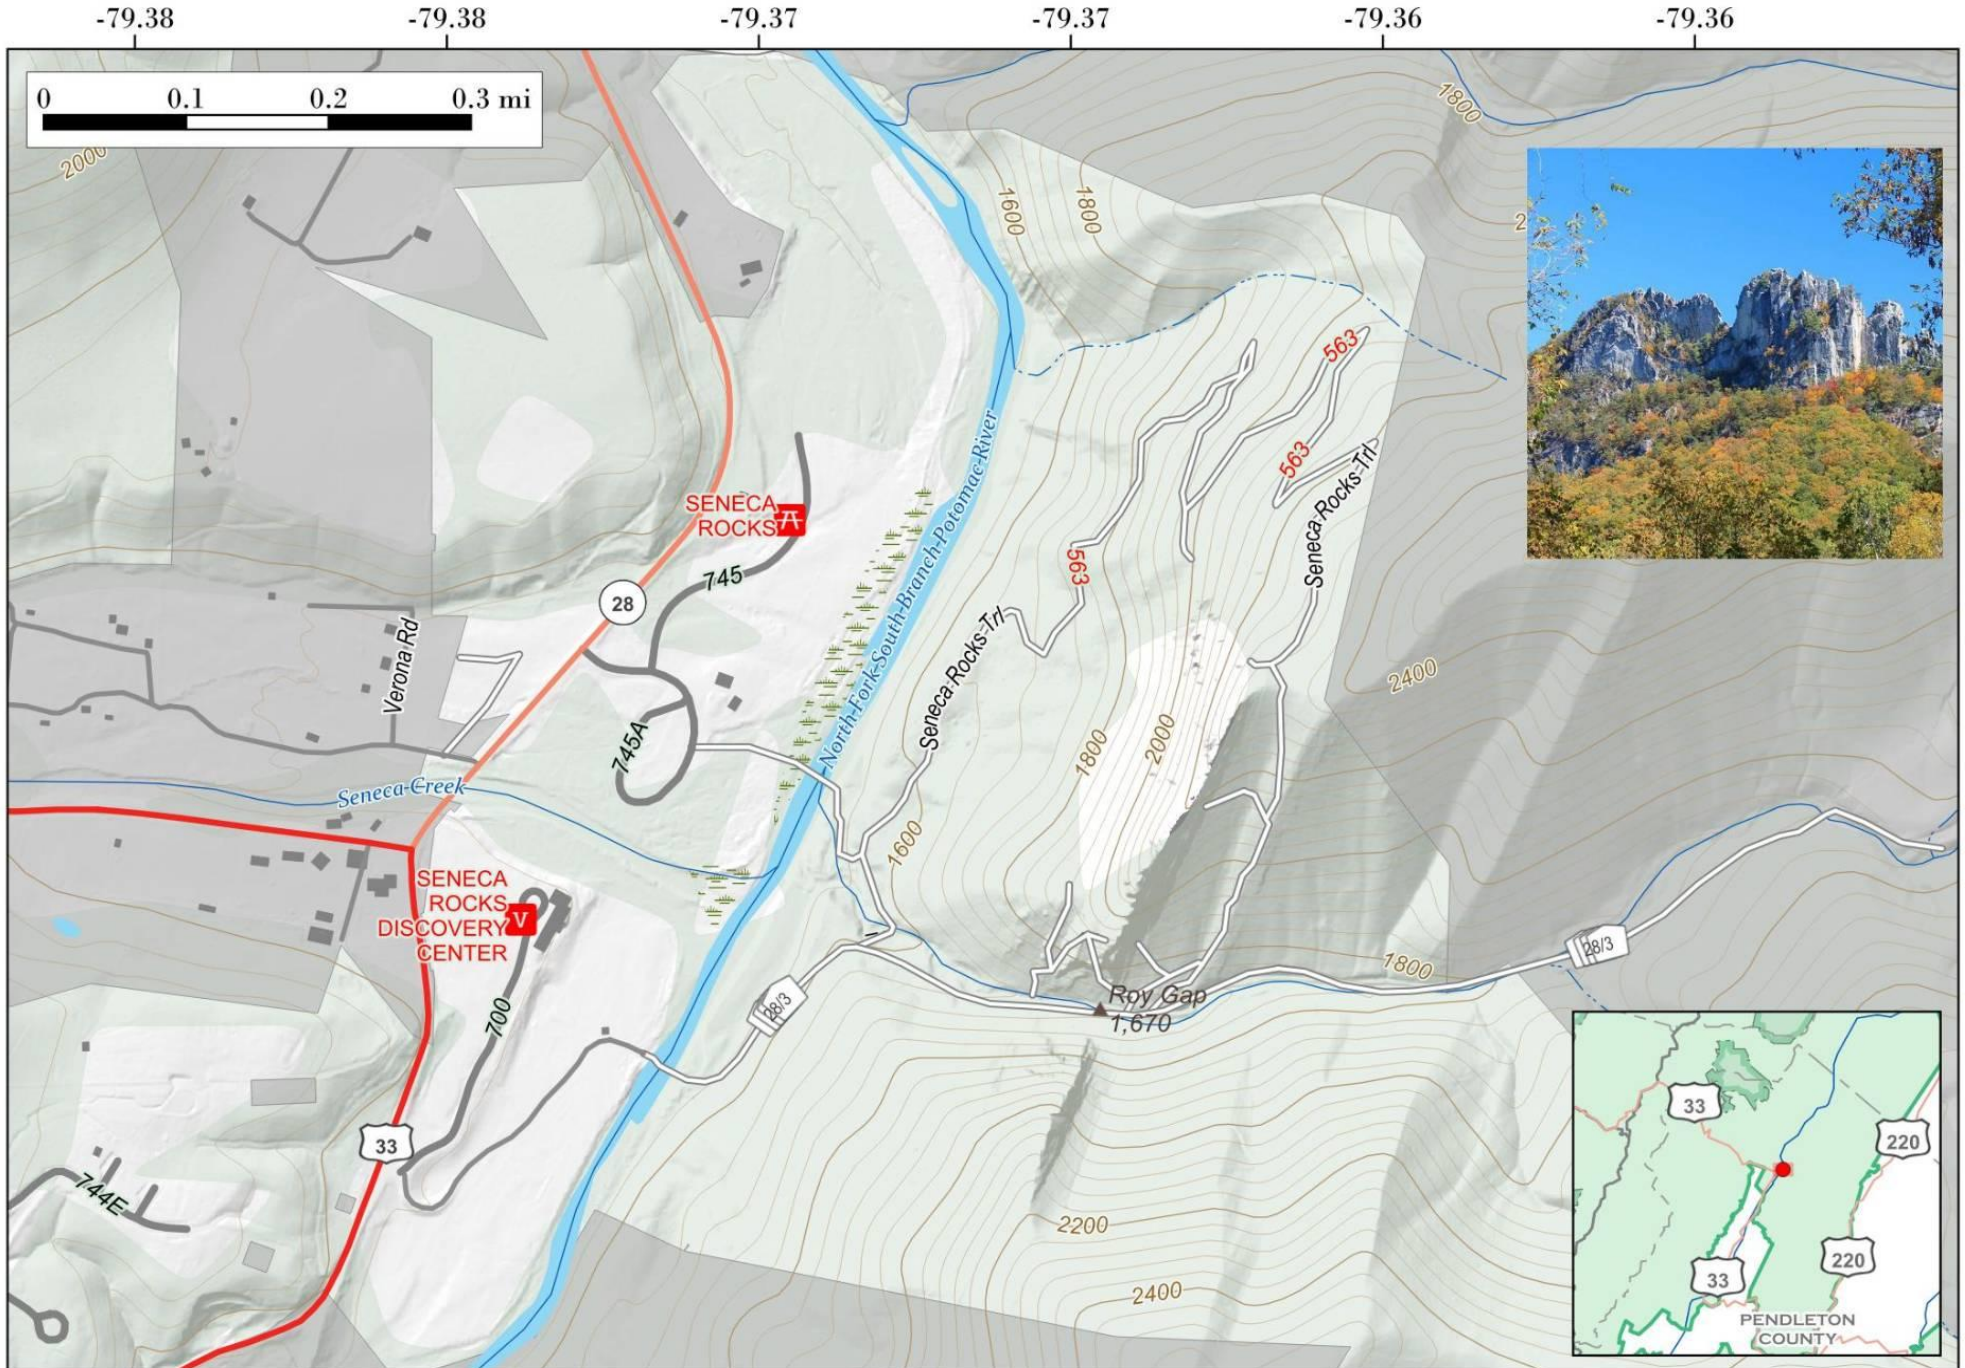 -79.38
-79.38
-79.37
-79.37
-79.36
-79.36
0
0.1
0.2
0.3 mi
2000
1800
1600
1800
563
563
563
SENECA
ROCKS
745
28
Verona Rd
745A
North Fork South Branch Potomac River
Seneca Rocks Trl
Seneca Rocks Trl
2400
1800
2000
Seneca Creek
1600
SENECA
ROCKS
DISCOVERY
CENTER
V
700
28/3
28/3
1800
Roy Gap
1,670
33
744E
2200
2400
33
220
220
33
PENDLETON
COUNTY